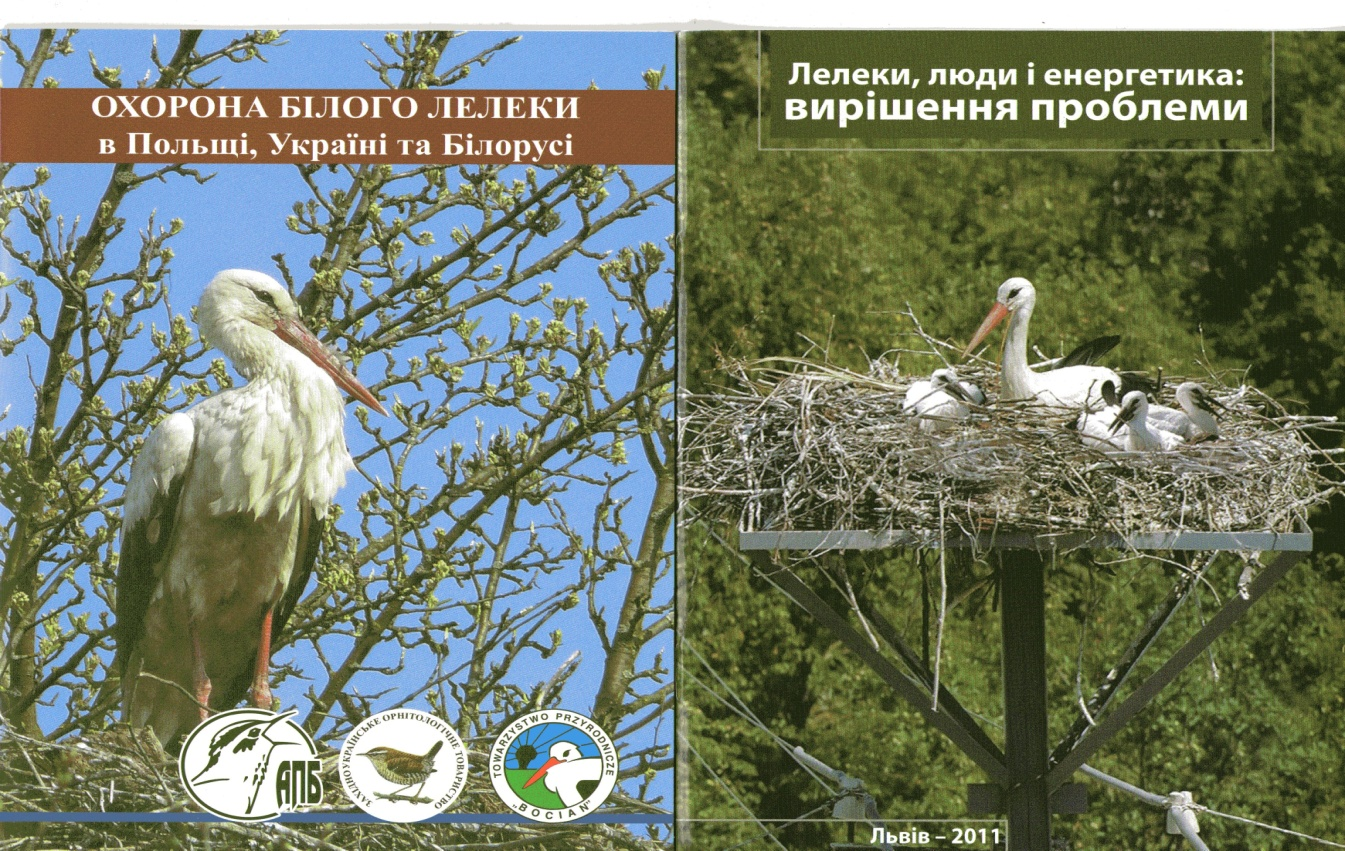 ОХОРОНА БІЛОГО ЛЕЛЕКИ
в Польщі, Україні та Білорусі
АПБ
ЗАХІДНОУКРАЇНСЬКЕ ОРНІТОЛОГІЧНЕ ТОВАРИСТВО
TOWARZYSTWO PRZYRODNICZE
„BOCIAN”
Лелеки, люди і енергетика:
вирішення проблеми
Львів – 2011